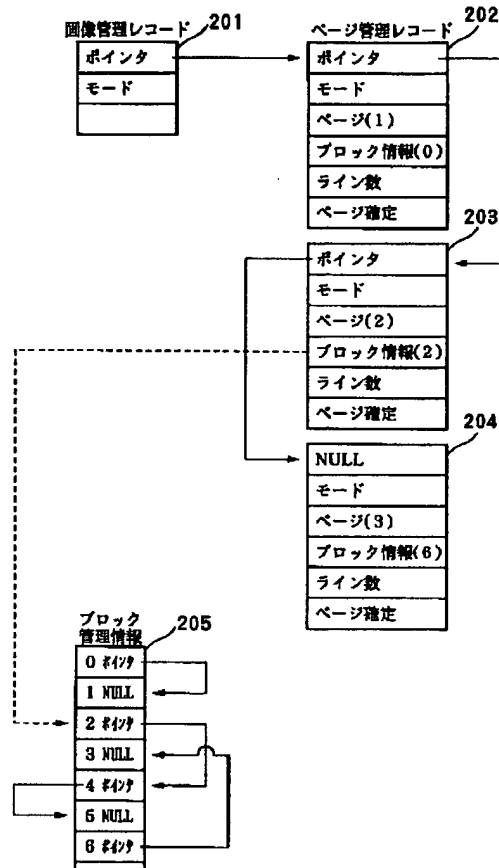 画像管理レコード
201
ポインタ
モード
ページ管理レコード
202
ポインタ
モード
ページ(1)
ブロック情報(0)
ライン数
ページ確定
203
ポインタ
モード
ページ(2)
ブロック情報(2)
ライン数
ページ確定
204
NULL
モード
ページ(3)
ブロック情報(6)
ライン数
ページ確定
ブロック
管理情報
205
0 ポインタ
1 NULL
2 ポインタ
3 NULL
4 ポインタ
5 NULL
6 ポインタ